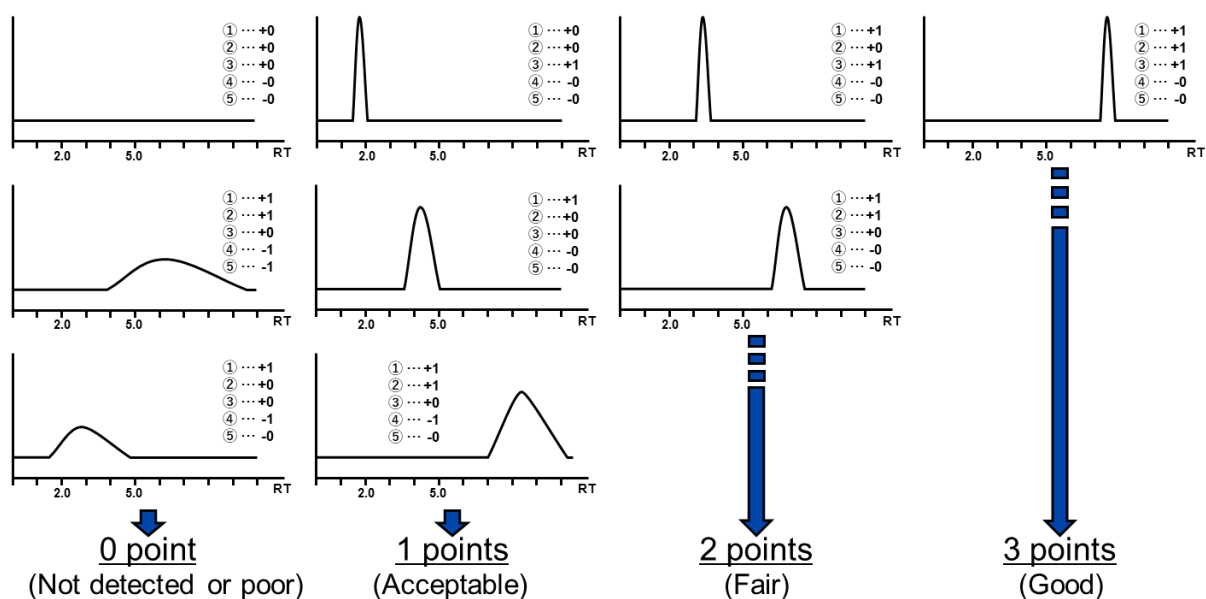 ① ··· +0
② ··· +0
③ ··· +0
④ ··· -0
⑤ ··· -0
2.0 5.0 RT
① ··· +0
② ··· +0
③ ··· +1
④ ··· -0
⑤ ··· -0
2.0 5.0 RT
① ··· +1
② ··· +0
③ ··· +1
④ ··· -0
⑤ ··· -0
2.0 5.0 RT
① ··· +1
② ··· +1
③ ··· +1
④ ··· -0
⑤ ··· -0
2.0 5.0 RT
① ··· +1
② ··· +1
③ ··· +0
④ ··· -1
⑤ ··· -1
2.0 5.0 RT
① ··· +1
② ··· +0
③ ··· +0
④ ··· -0
⑤ ··· -0
2.0 5.0 RT
① ··· +1
② ··· +1
③ ··· +0
④ ··· -0
⑤ ··· -0
2.0 5.0 RT
① ··· +1
② ··· +0
③ ··· +0
④ ··· -1
⑤ ··· -0
2.0 5.0 RT
① ··· +1
② ··· +1
③ ··· +0
④ ··· -1
⑤ ··· -0
2.0 5.0 RT
0 point
(Not detected or poor)
1 points
(Acceptable)
2 points
(Fair)
3 points
(Good)